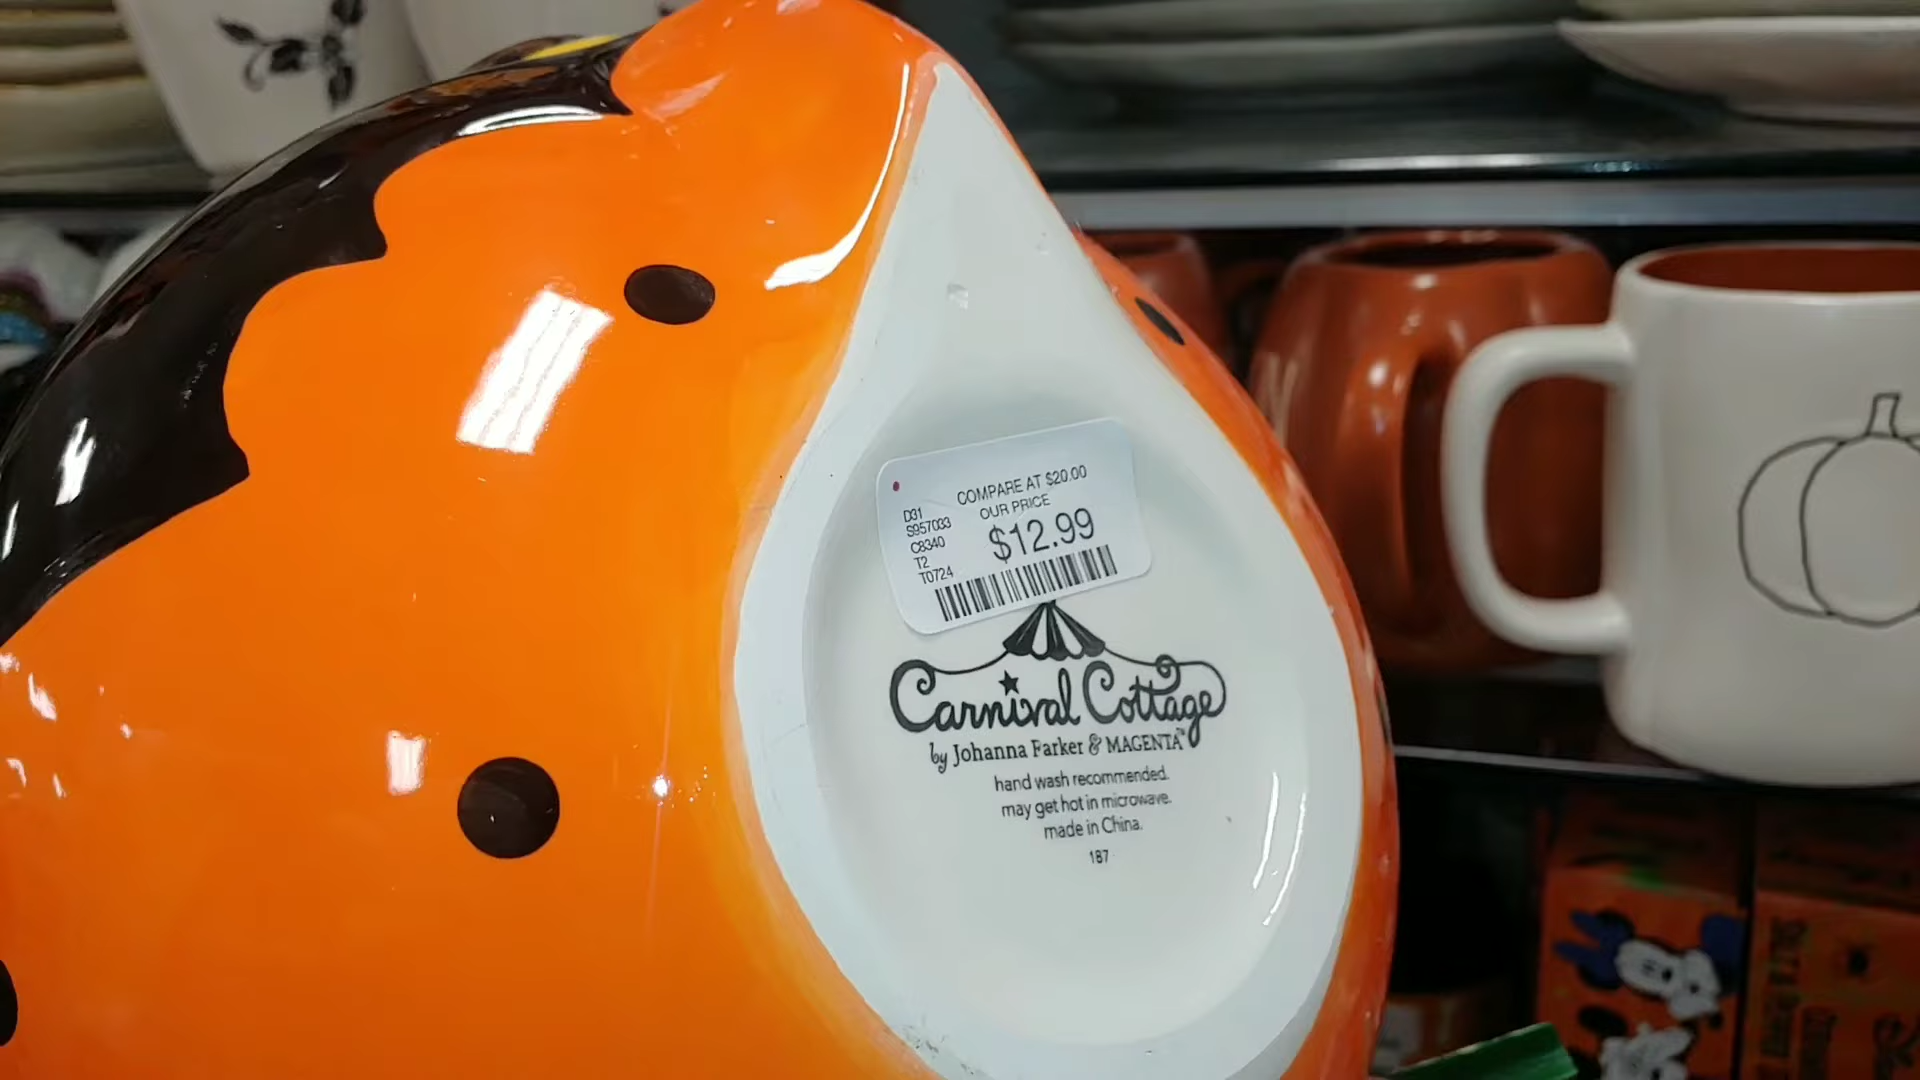 COMPARE AT $20.00
OUR PRICE
$12.99
D31
S957033
C8340
T2
T0724
Carnival Cottage
by Johanna Parker & MAGENTA™
hand wash recommended.
may get hot in microwave.
made in China.
187